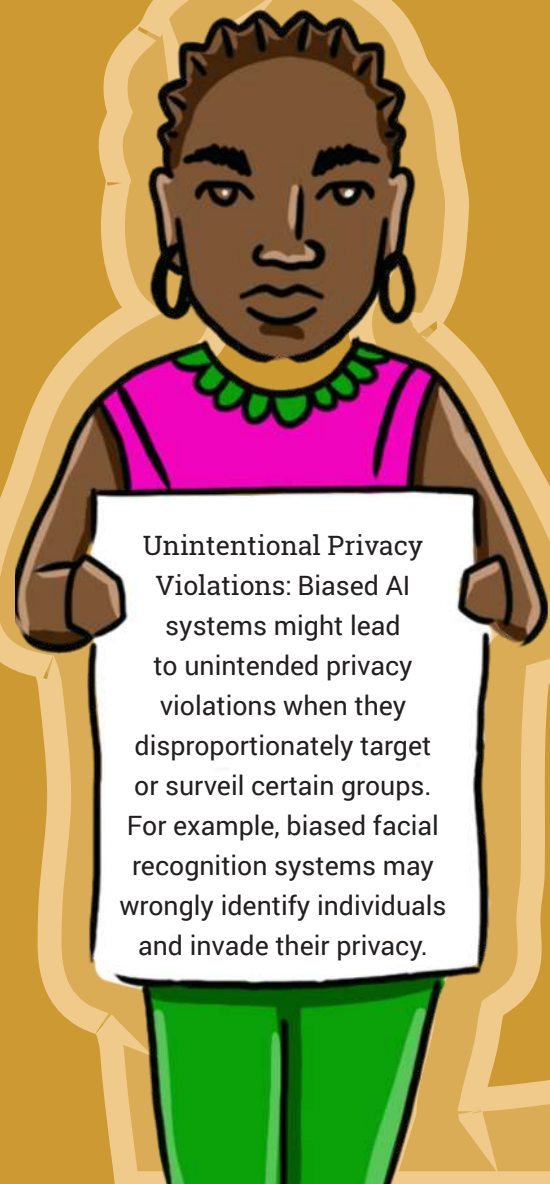 Unintentional Privacy
Violations: Biased AI
systems might lead
to unintended privacy
violations when they
disproportionately target
or surveil certain groups.
For example, biased facial
recognition systems may
wrongly identify individuals
and invade their privacy.